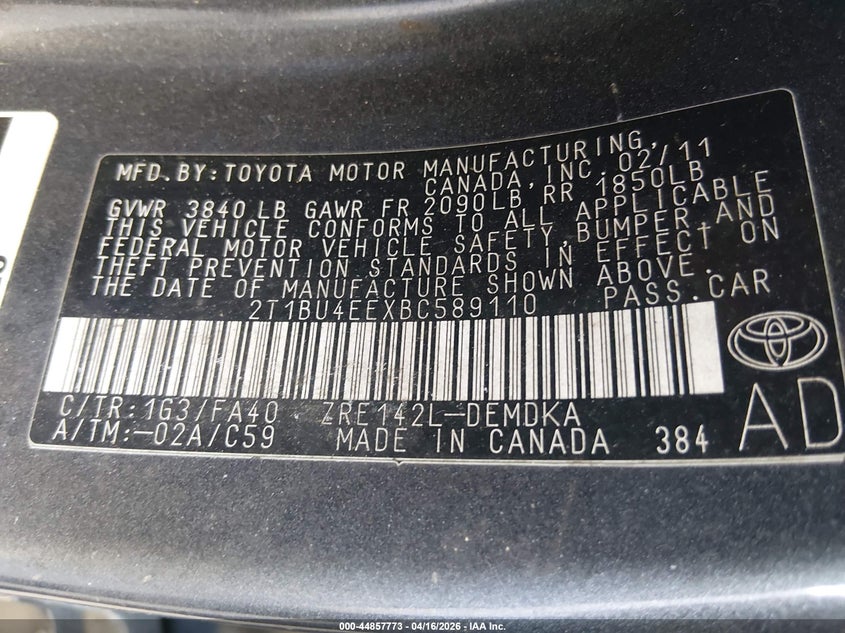 MFD.BY:TOYOTA MOTOR MANUFACTURING,
CANADA,INC.02/11
GVWR 3840 LB GAWR FR 2090LB RR 1850LB
THIS VEHICLE CONFORMS TO ALL APPLICABLE
FEDERAL MOTOR VEHICLE SAFETY,BUMPER AND
THEFT PREVENTION STANDARDS IN EFFECT ON
THE DATE OF MANUFACTURE SHOWN ABOVE.
2T1BU4EEXBC589110 PASS.CAR
C/TR:1G3/FA40 ZRE142L-DEMDKA
A/TM:-02A/C59 MADE IN CANADA 384
AD
000-44857773 - 04/16/2026 - IAA Inc.